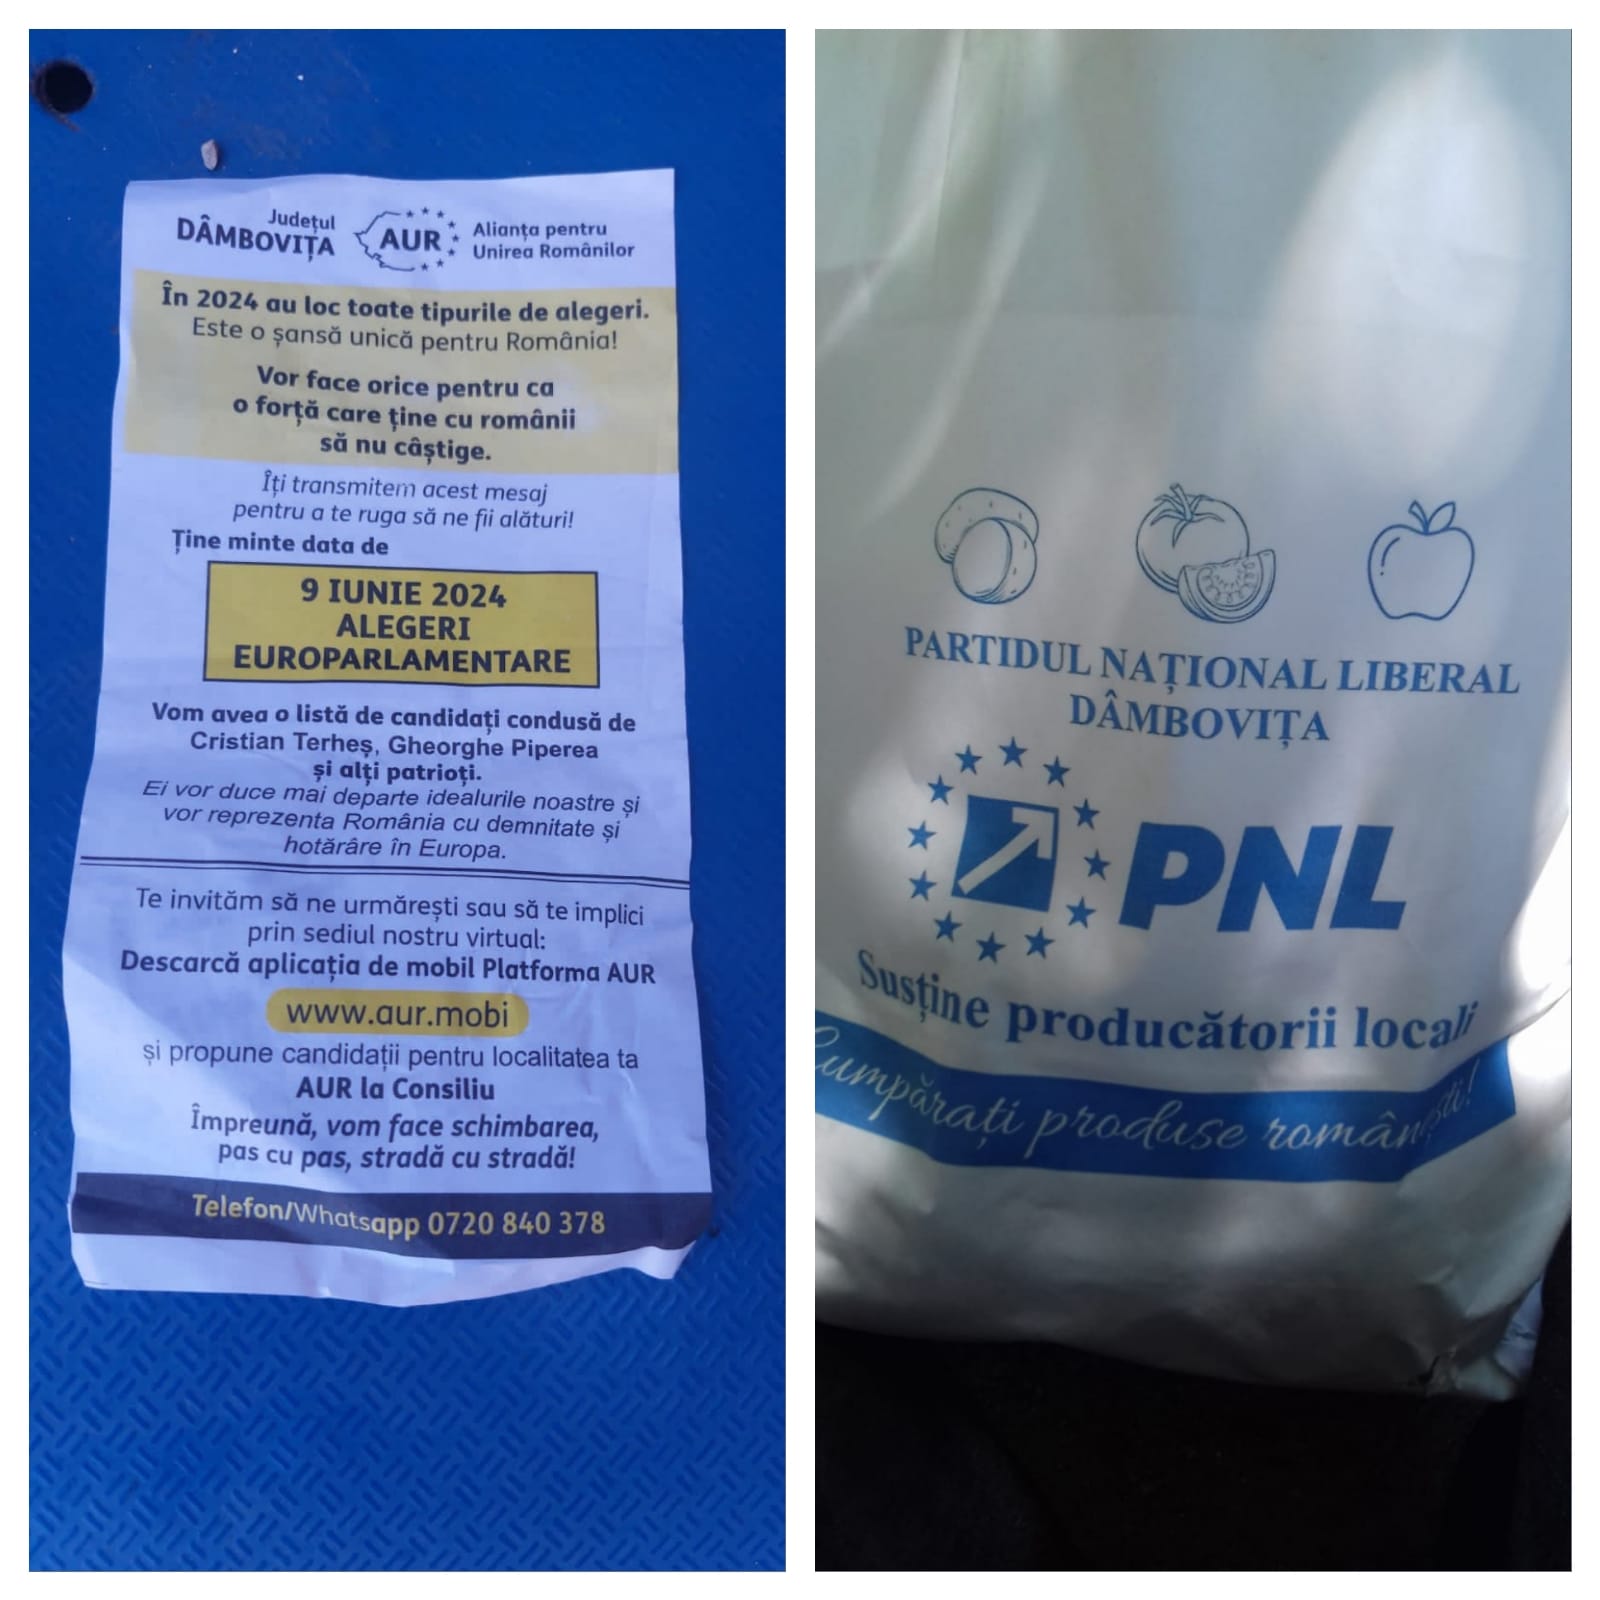 Județul
DÂMBOVIȚA
AUR
Alianța pentru
Unirea Românilor
În 2024 au loc toate tipurile de alegeri.
Este o șansă unică pentru România!
Vor face orice pentru ca
o forță care ține cu românii
să nu câștige.
Îți transmitem acest mesaj
pentru a te ruga să ne fii alături!
Ține minte data de
9 IUNIE 2024
ALEGERI
EUROPARLAMENTARE
Vom avea o listă de candidați condusă de
Cristian Terheș, Gheorghe Piperea
și alți patrioți.
Ei vor duce mai departe idealurile noastre și
vor reprezenta România cu demnitate și
hotărâre în Europa.
Te invităm să ne urmărești sau să te implici
prin sediul nostru virtual:
Descarcă aplicația de mobil Platforma AUR
www.aur.mobi
și propune candidații pentru localitatea ta
AUR la Consiliu
Împreună, vom face schimbarea,
pas cu pas, stradă cu stradă!
Telefon/Whatsapp 0720 840 378
PARTIDUL NAȚIONAL LIBERAL
DÂMBOVIȚA
PNL
Susține producătorii locali
Cumpărați produse românești!